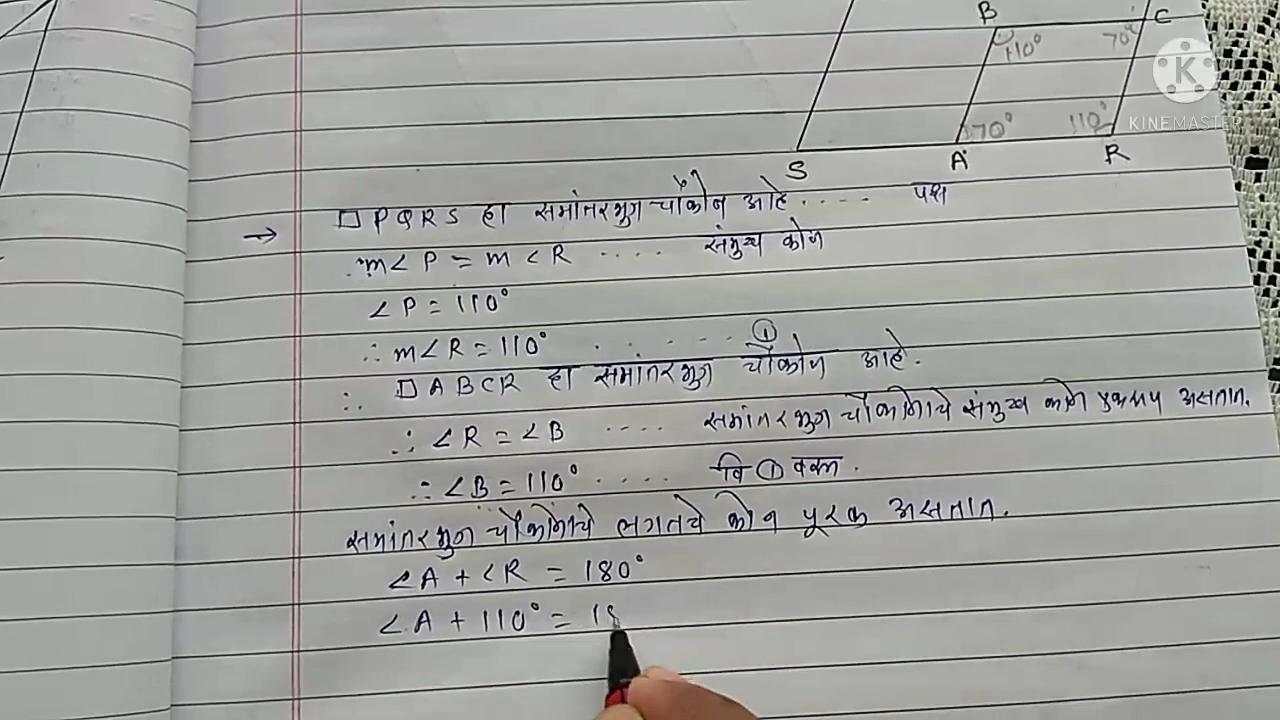 B C
110° 70°
K
KINEMASTER
70° 110°
S A R
→ □ PQRS हा समांतरभुज चौकोन आहे ..... पक्ष
∴ m∠P = m∠R .... संमुख कोन
∠P = 110°
∴ m∠R = 110° ...... ①
∴ □ ABCR हा समांतरभुज चौकोन आहे.
∴ ∠R = ∠B .... समांतरभुज चौकोनाचे संमुख कोन एकरूप असतात.
∴ ∠B = 110° ..... वि ① वरून.
समांतरभुज चौकोनाचे लगतचे कोन पूरक असतात.
∠A + ∠R = 180°
∠A + 110° = 18